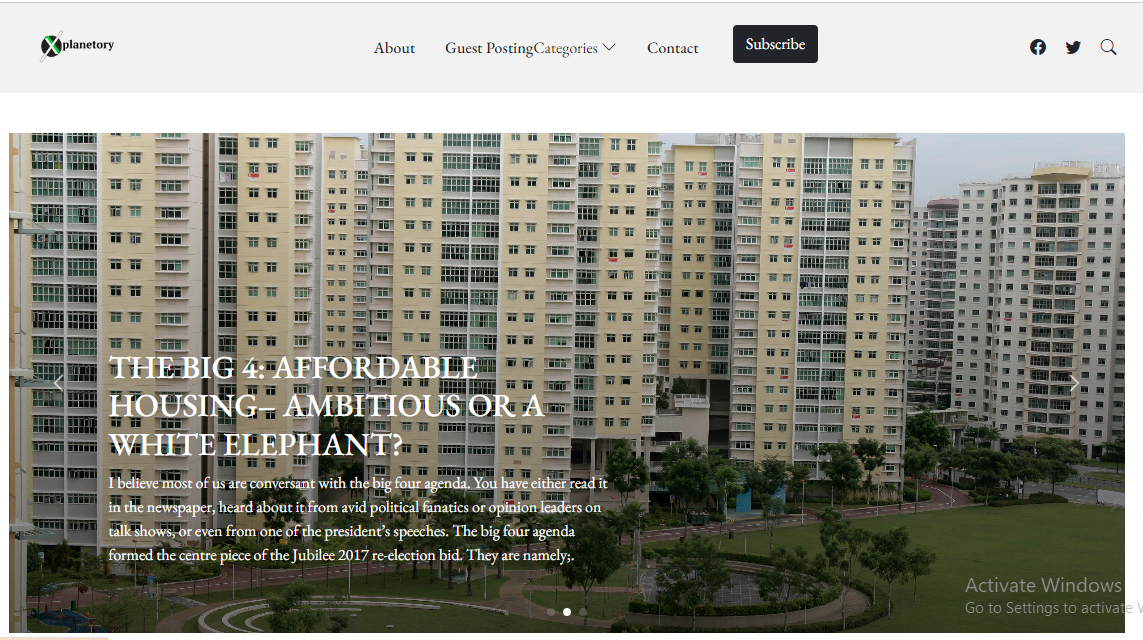 Xplanetory
About
Guest Posting
Categories
Contact
Subscribe
THE BIG 4: AFFORDABLE
HOUSING– AMBITIOUS OR A
WHITE ELEPHANT?
I believe most of us are conversant with the big four agenda. You have either read it
in the newspaper, heard about it from avid political fanatics or opinion leaders on
talk shows, or even from one of the president’s speeches. The big four agenda
formed the centre piece of the Jubilee 2017 re-election bid. They are namely;.
Activate Windows
Go to Settings to activate W